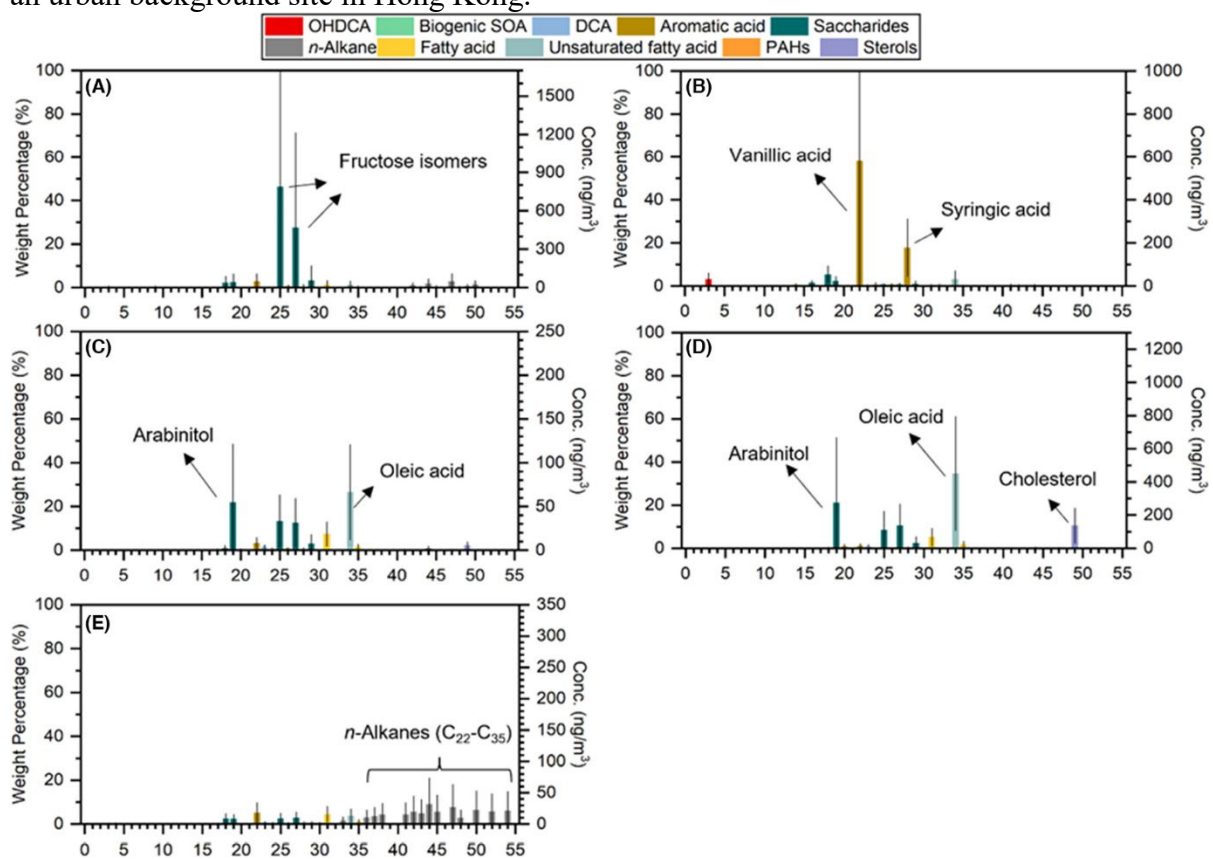 an urban background site in Hong Kong.
OHDCA Biogenic SOA DCA Aromatic acid Saccharides
n-Alkane Fatty acid Unsaturated fatty acid PAHs Sterols
(A)
Weight Percentage (%)
100
80
60
40
20
0
Fructose isomers
1500
1200
900
600
300
0
Conc. (ng/m³)
0 5 10 15 20 25 30 35 40 45 50 55
(B)
Weight Percentage (%)
100
80
60
40
20
0
Vanillic acid
Syringic acid
1000
800
600
400
200
0
Conc. (ng/m³)
0 5 10 15 20 25 30 35 40 45 50 55
(C)
Weight Percentage (%)
100
80
60
40
20
0
Arabinitol
Oleic acid
250
200
150
100
50
0
Conc. (ng/m³)
0 5 10 15 20 25 30 35 40 45 50 55
(D)
Weight Percentage (%)
100
80
60
40
20
0
Arabinitol
Oleic acid
Cholesterol
1200
1000
800
600
400
200
0
Conc. (ng/m³)
0 5 10 15 20 25 30 35 40 45 50 55
(E)
Weight Percentage (%)
100
80
60
40
20
0
n-Alkanes (C₂₂-C₃₅)
350
300
250
200
150
100
50
0
Conc. (ng/m³)
0 5 10 15 20 25 30 35 40 45 50 55